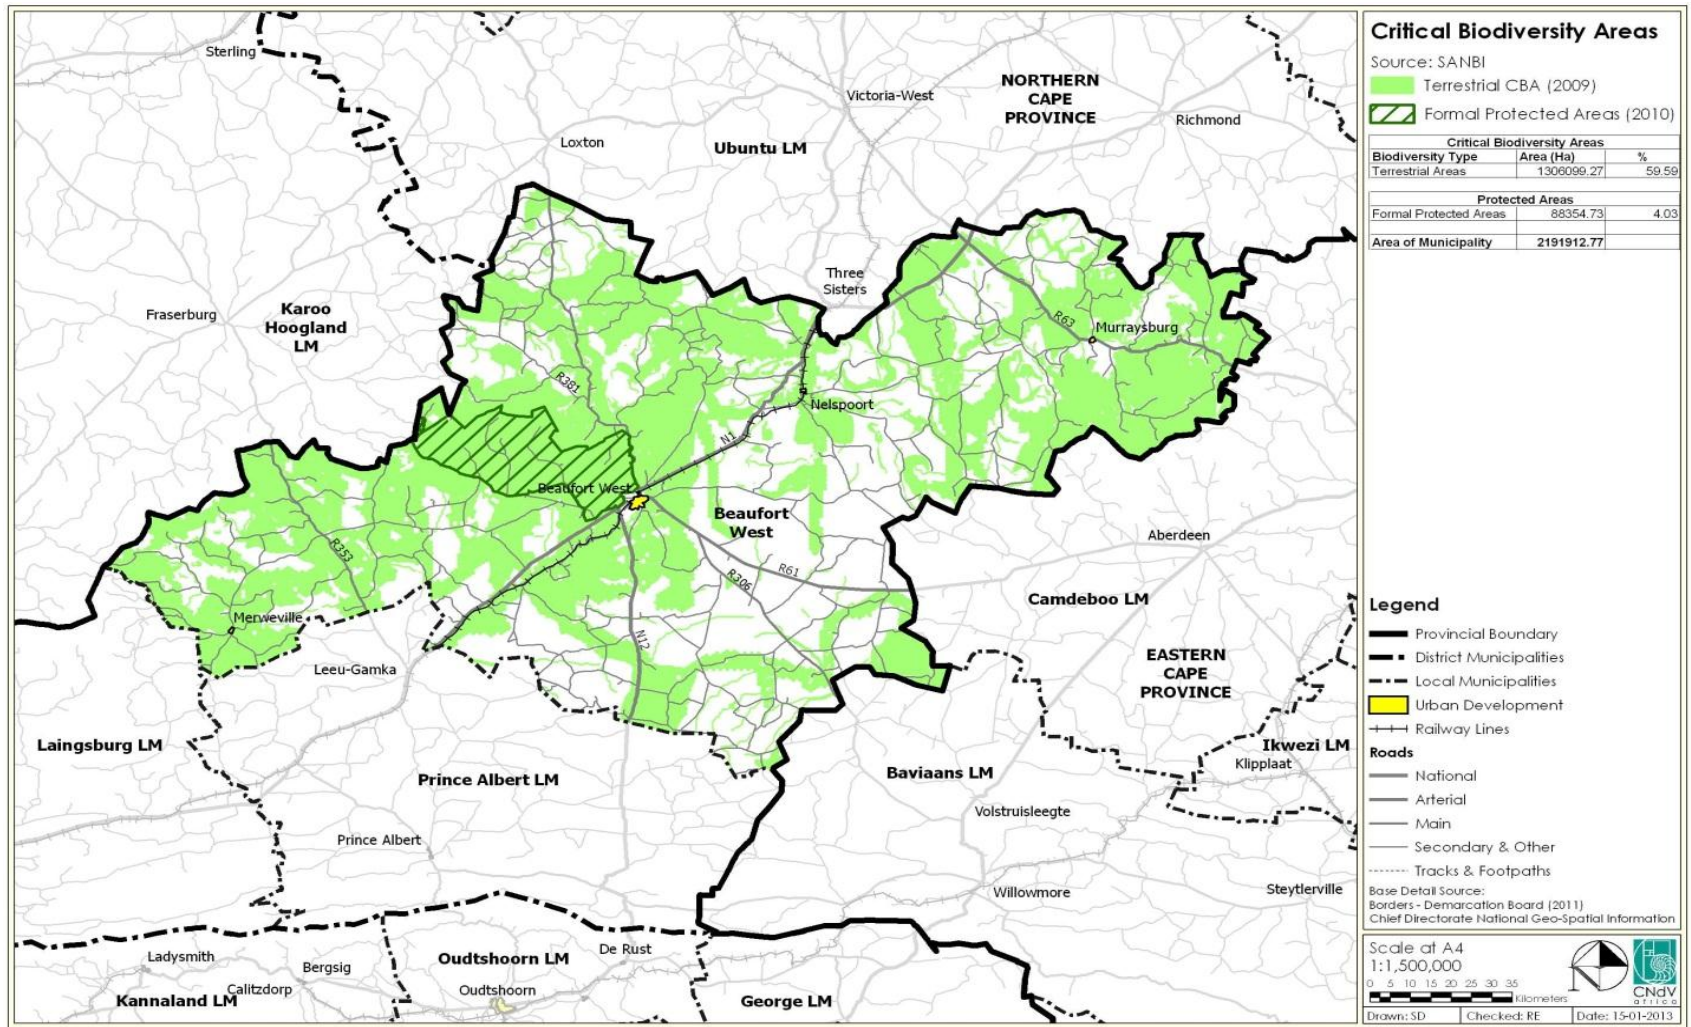 Sterling
Victoria-West
NORTHERN
CAPE
PROVINCE
Richmond
Loxton
Ubuntu LM
Three
Sisters
Fraserburg
Karoo
Hoogland
LM
R63
Murraysburg
R381
Nelspoort
N1
Beaufort West
Beaufort
West
Aberdeen
R353
R61
R306
Camdeboo LM
Merweville
N12
Leeu-Gamka
EASTERN
CAPE
PROVINCE
Laingsburg LM
Prince Albert LM
Baviaans LM
Ikwezi LM
Klipplaat
Volstruisleegte
Prince Albert
Willowmore
Steytlerville
Ladysmith
Bergsig
Calitzdorp
Kannaland LM
Oudtshoorn LM
De Rust
Oudtshoorn
George LM
Critical Biodiversity Areas
Source: SANBI
Terrestrial CBA (2009)
Formal Protected Areas (2010)
Critical Biodiversity Areas
Biodiversity Type Area (Ha) %
Terrestrial Areas 1306099.27 59.59
Protected Areas
Formal Protected Areas 88354.73 4.03
Area of Municipality 2191912.77
Legend
Provincial Boundary
District Municipalities
Local Municipalities
Urban Development
Railway Lines
Roads
National
Arterial
Main
Secondary & Other
Tracks & Footpaths
Base Detail Source:
Borders - Demarcation Board (2011)
Chief Directorate National Geo-Spatial Information
Scale at A4
1:1,500,000
0 5 10 15 20 25 30 35
Kilometers
CNdV
africa
Drawn: SD Checked: RE Date: 15-01-2013